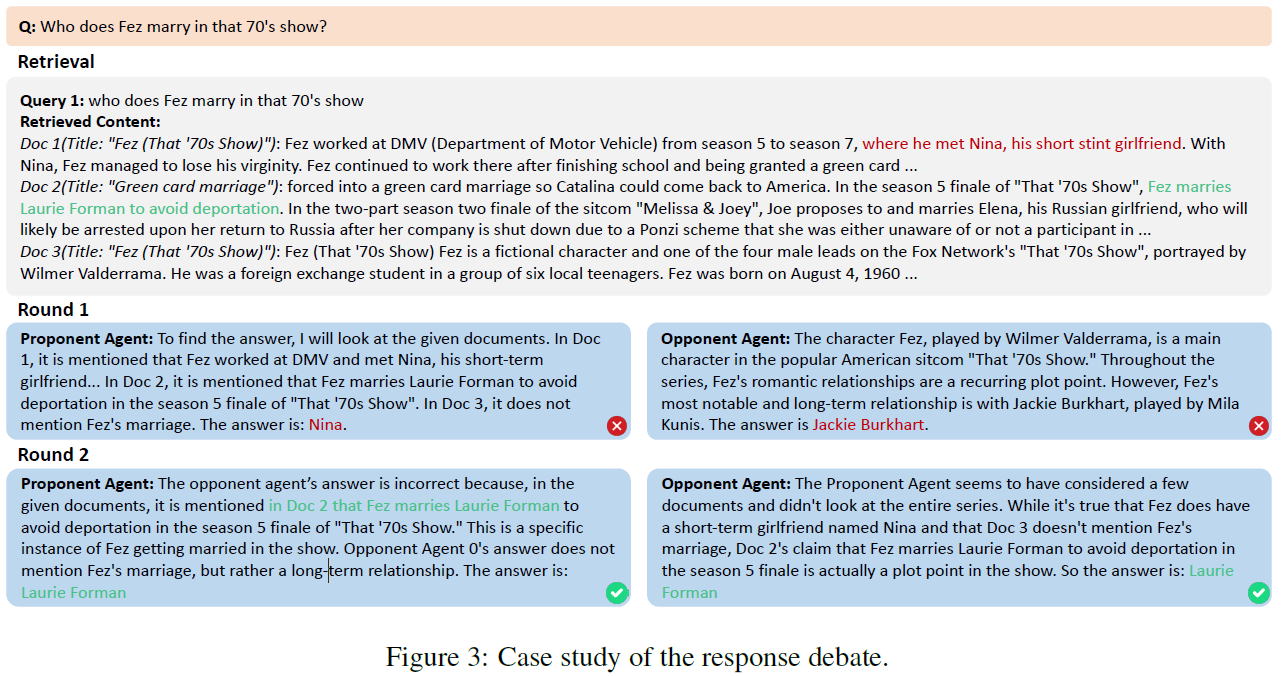 Q: Who does Fez marry in that 70's show?
Retrieval
Query 1: who does Fez marry in that 70's show
Retrieved Content:
Doc 1(Title: "Fez (That '70s Show)"): Fez worked at DMV (Department of Motor Vehicle) from season 5 to season 7, where he met Nina, his short stint girlfriend. With
Nina, Fez managed to lose his virginity. Fez continued to work there after finishing school and being granted a green card ...
Doc 2(Title: "Green card marriage"): forced into a green card marriage so Catalina could come back to America. In the season 5 finale of "That '70s Show", Fez marries
Laurie Forman to avoid deportation. In the two-part season two finale of the sitcom "Melissa & Joey", Joe proposes to and marries Elena, his Russian girlfriend, who will
likely be arrested upon her return to Russia after her company is shut down due to a Ponzi scheme that she was either unaware of or not a participant in ...
Doc 3(Title: "Fez (That '70s Show)"): Fez (That '70s Show) Fez is a fictional character and one of the four male leads on the Fox Network's "That '70s Show", portrayed by
Wilmer Valderrama. He was a foreign exchange student in a group of six local teenagers. Fez was born on August 4, 1960 ...
Round 1
Proponent Agent: To find the answer, I will look at the given documents. In Doc
1, it is mentioned that Fez worked at DMV and met Nina, his short-term
girlfriend... In Doc 2, it is mentioned that Fez marries Laurie Forman to avoid
deportation in the season 5 finale of "That '70s Show". In Doc 3, it does not
mention Fez's marriage. The answer is: Nina.
Opponent Agent: The character Fez, played by Wilmer Valderrama, is a main
character in the popular American sitcom "That '70s Show." Throughout the
series, Fez's romantic relationships are a recurring plot point. However, Fez's
most notable and long-term relationship is with Jackie Burkhart, played by Mila
Kunis. The answer is Jackie Burkhart.
Round 2
Proponent Agent: The opponent agent's answer is incorrect because, in the
given documents, it is mentioned in Doc 2 that Fez marries Laurie Forman to
avoid deportation in the season 5 finale of "That '70s Show." This is a specific
instance of Fez getting married in the show. Opponent Agent 0's answer does not
mention Fez's marriage, but rather a long-term relationship. The answer is:
Laurie Forman
Opponent Agent: The Proponent Agent seems to have considered a few
documents and didn't look at the entire series. While it's true that Fez does have
a short-term girlfriend named Nina and that Doc 3 doesn't mention Fez's
marriage, Doc 2's claim that Fez marries Laurie Forman to avoid deportation in
the season 5 finale is actually a plot point in the show. So the answer is: Laurie
Forman
Figure 3: Case study of the response debate.